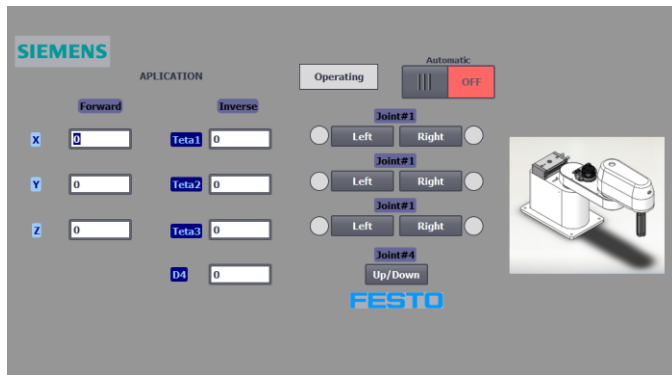 SIEMENS
Automatic
APLICATION
Operating
OFF
Forward
Inverse
Joint#1
X
0
Teta1
0
Left
Right
Joint#1
Y
0
Teta2
0
Left
Right
Joint#1
Z
0
Teta3
0
Left
Right
Joint#4
D4
0
Up/Down
FESTO